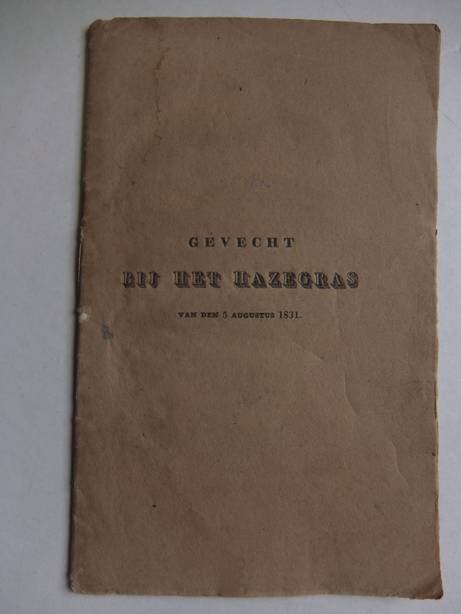 GEVECHT
BIJ HET HAZEGRAS
VAN DEN 5 AUGUSTUS 1831.